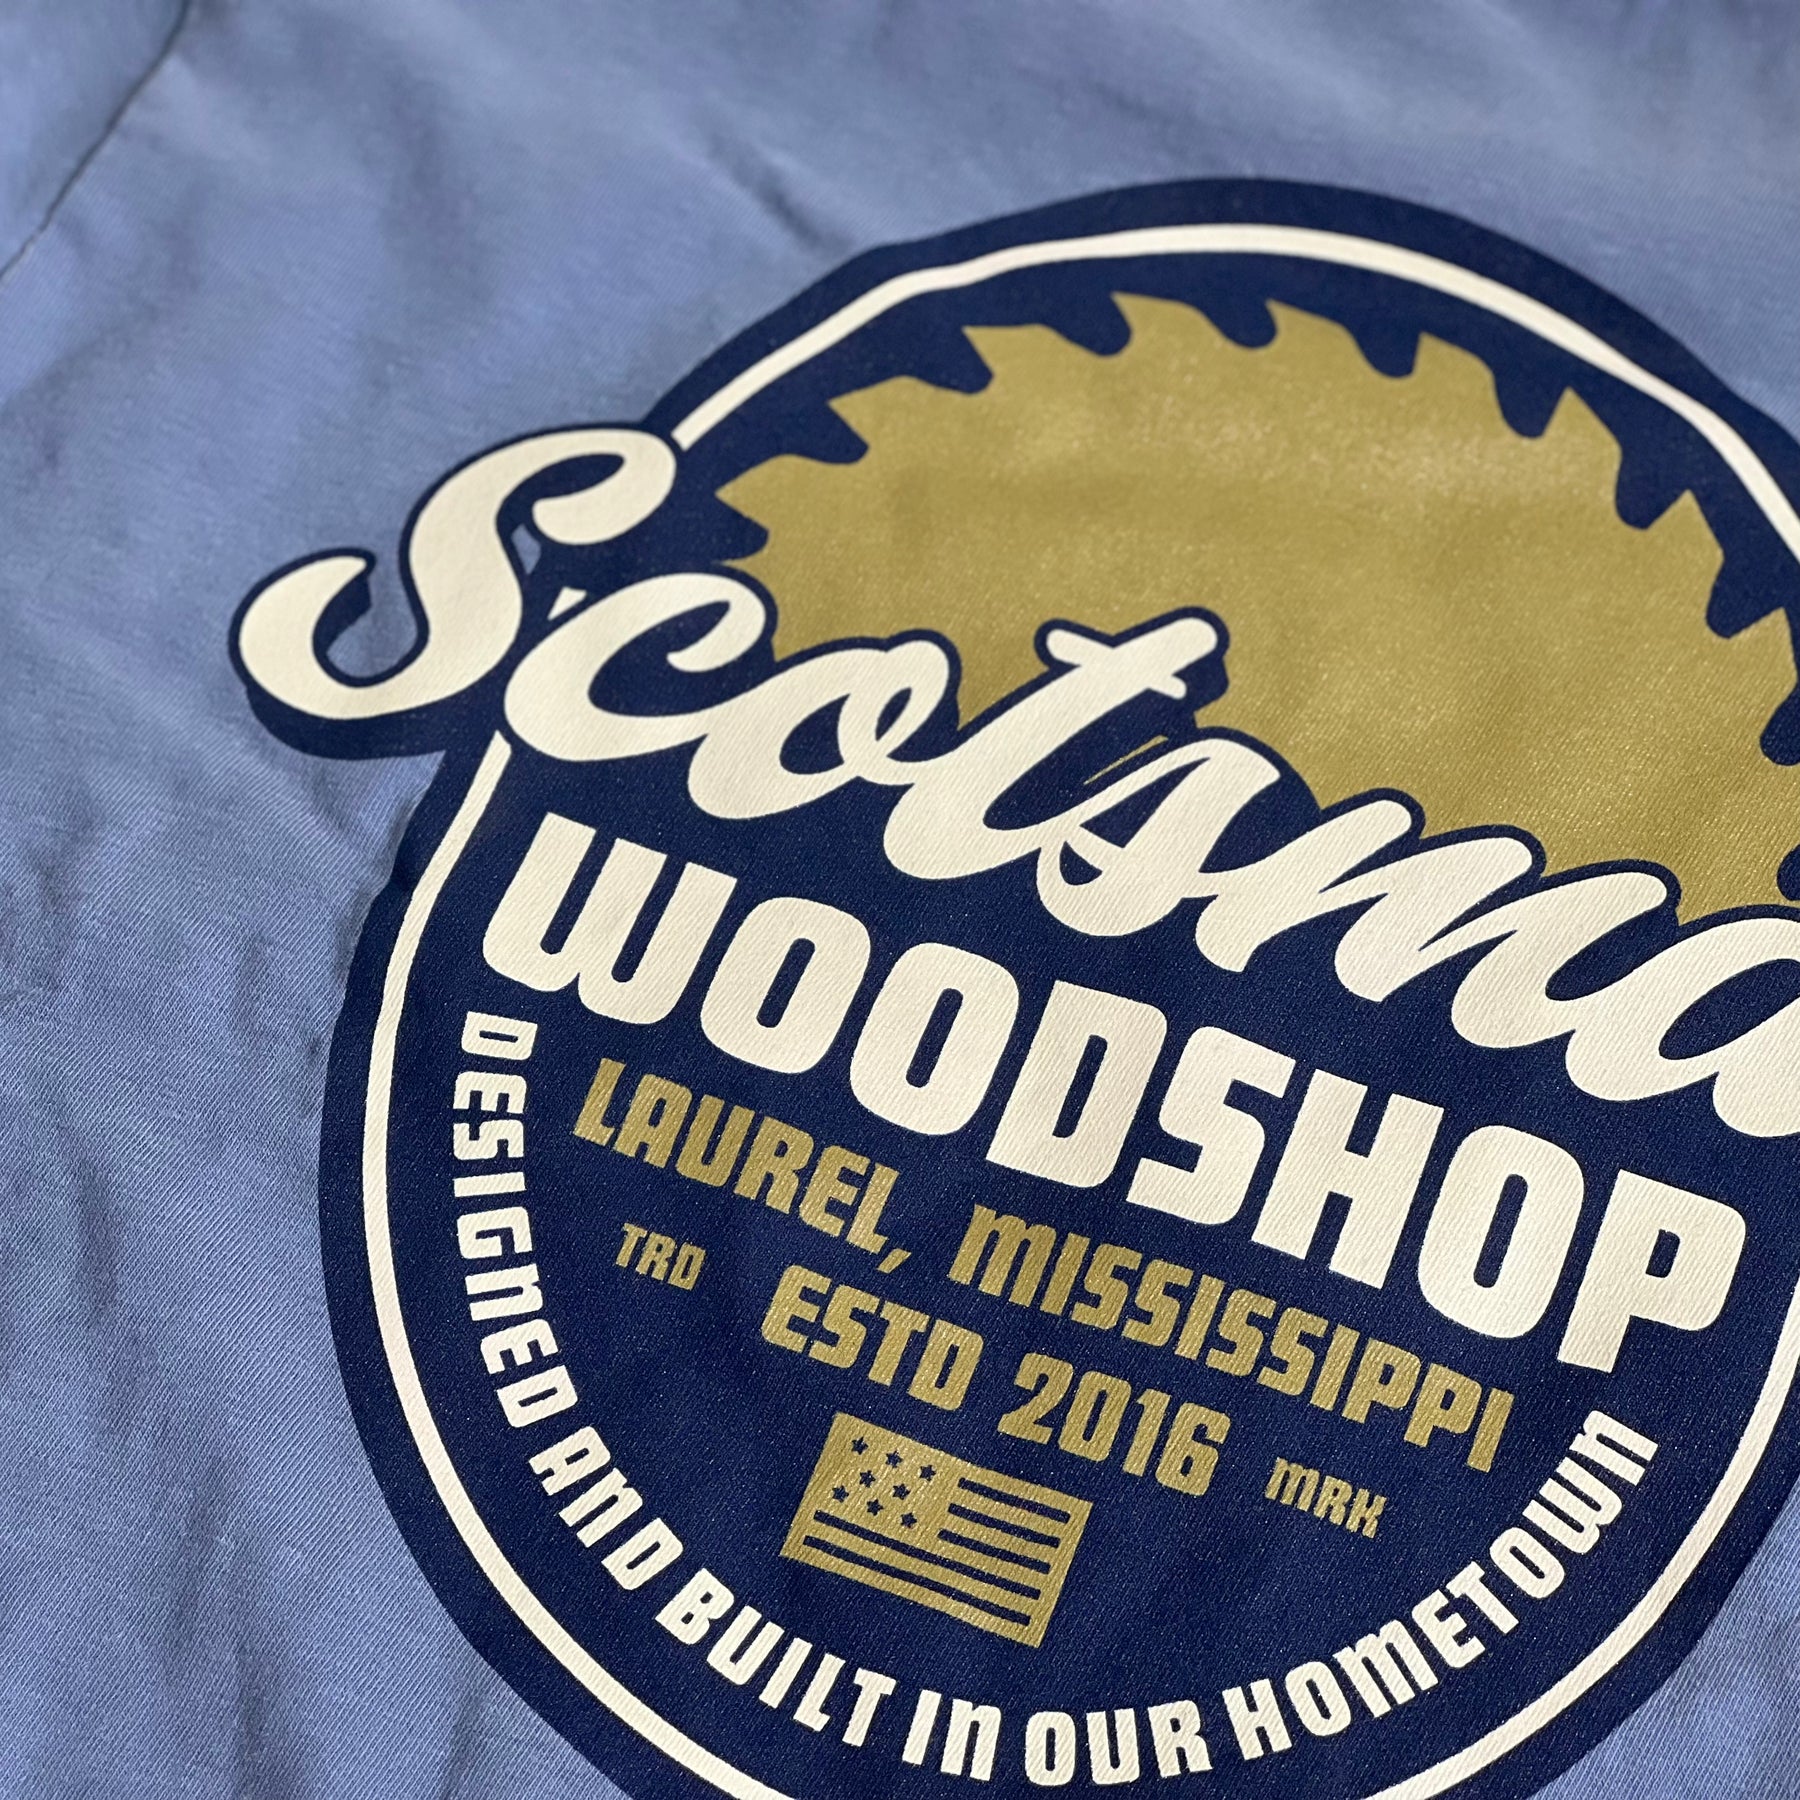 Scotsma
WOODSHOP
LAUREL, MISSISSIPPI
TRD ESTD 2016 MRK
DESIGNED AND BUILT IN OUR HOMETOWN